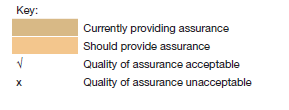 Key:
Currently providing assurance
Should provide assurance
√ Quality of assurance acceptable
x Quality of assurance unacceptable